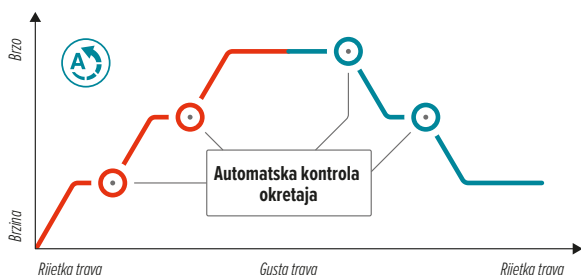 Brzo
A
Automatska kontrola
okretaja
Brzina
Rijetka trava
Gusta trava
Rijetka trava